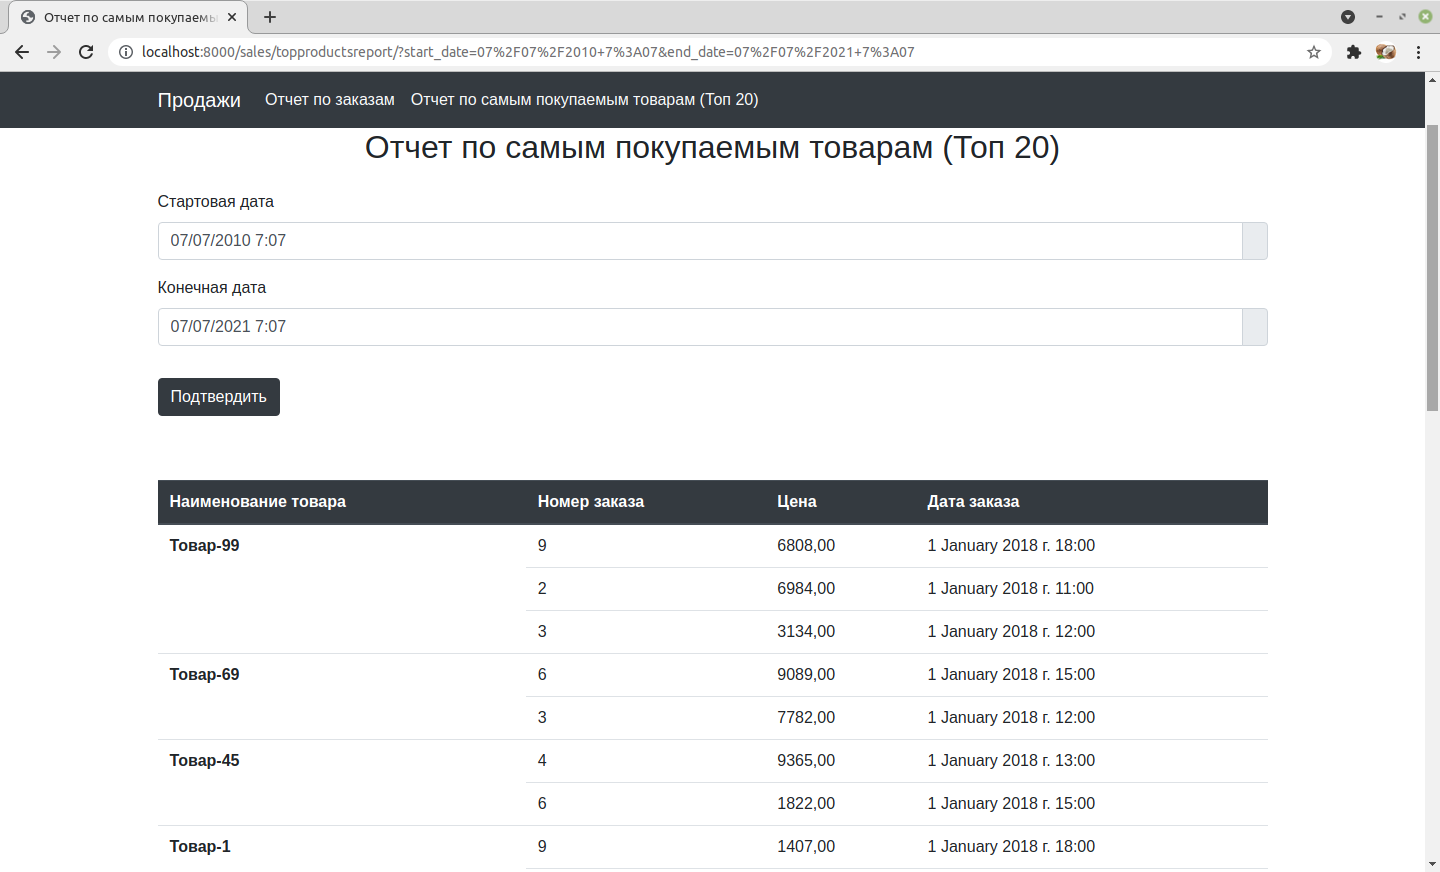 Отчет по самым покупаемы
localhost:8000/sales/topproductsreport/?start_date=07%2F07%2F2010+7%3A07&end_date=07%2F07%2F2021+7%3A07
Продажи Отчет по заказам Отчет по самым покупаемым товарам (Топ 20)
Отчет по самым покупаемым товарам (Топ 20)
Стартовая дата
07/07/2010 7:07
Конечная дата
07/07/2021 7:07
Подтвердить
Наименование товара Номер заказа Цена Дата заказа
Товар-99 9 6808,00 1 January 2018 г. 18:00
2 6984,00 1 January 2018 г. 11:00
3 3134,00 1 January 2018 г. 12:00
Товар-69 6 9089,00 1 January 2018 г. 15:00
3 7782,00 1 January 2018 г. 12:00
Товар-45 4 9365,00 1 January 2018 г. 13:00
6 1822,00 1 January 2018 г. 15:00
Товар-1 9 1407,00 1 January 2018 г. 18:00